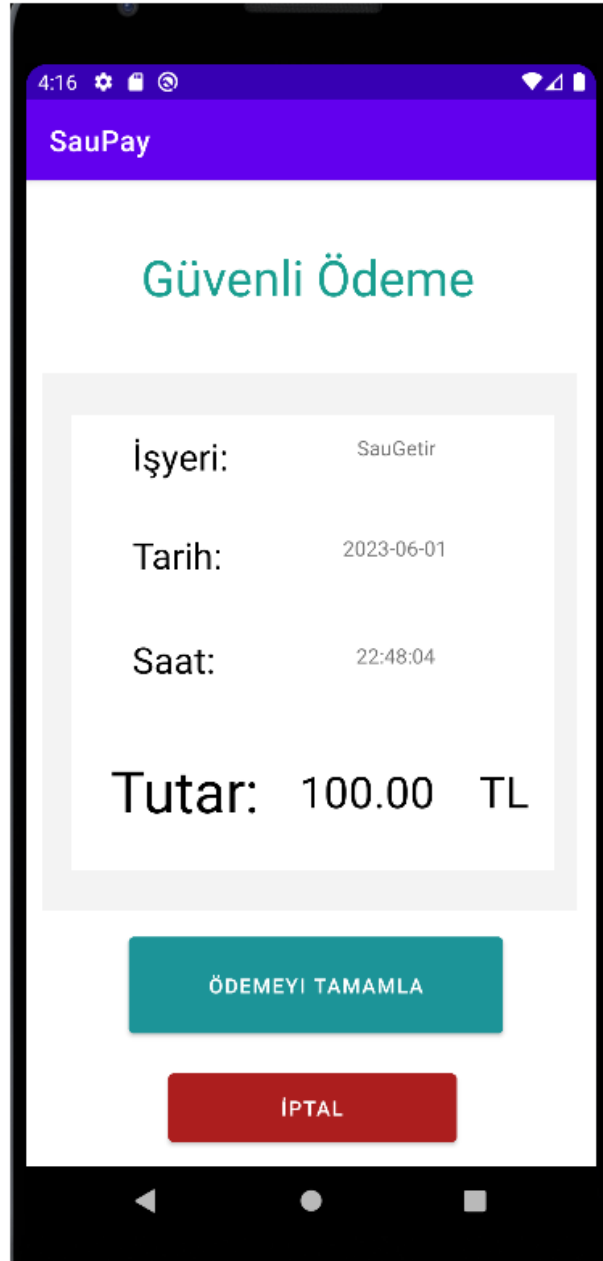 4:16
SauPay
Güvenli Ödeme
İşyeri: SauGetir
Tarih: 2023-06-01
Saat: 22:48:04
Tutar: 100.00 TL
ÖDEMEYI TAMAMLA
İPTAL